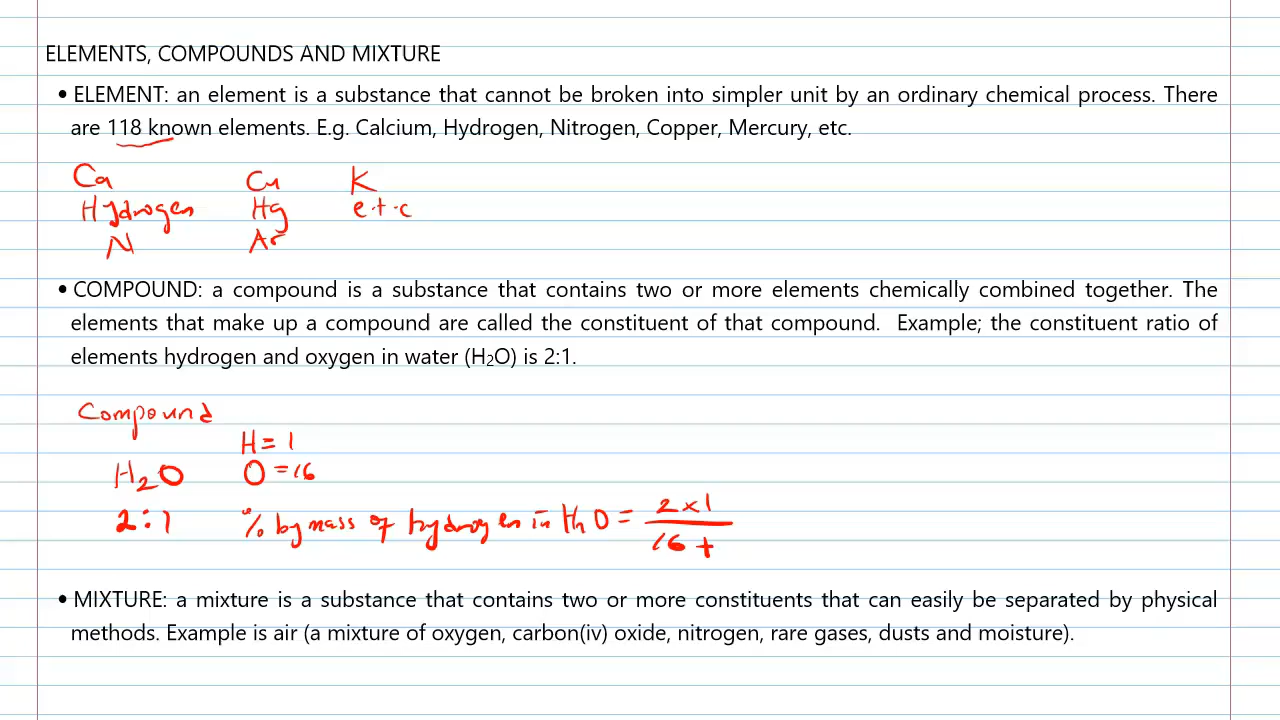 ELEMENTS, COMPOUNDS AND MIXTURE
• ELEMENT: an element is a substance that cannot be broken into simpler unit by an ordinary chemical process. There
are 118 known elements. E.g. Calcium, Hydrogen, Nitrogen, Copper, Mercury, etc.
Ca Cu K
Hydrogen Hg e.t.c
N Ar
• COMPOUND: a compound is a substance that contains two or more elements chemically combined together. The
elements that make up a compound are called the constituent of that compound. Example; the constituent ratio of
elements hydrogen and oxygen in water (H₂O) is 2:1.
Compound
H = 1
H₂O O = 16
2:1 % by mass of hydrogen in H₂O = 2 x 1
16 +
• MIXTURE: a mixture is a substance that contains two or more constituents that can easily be separated by physical
methods. Example is air (a mixture of oxygen, carbon(iv) oxide, nitrogen, rare gases, dusts and moisture).